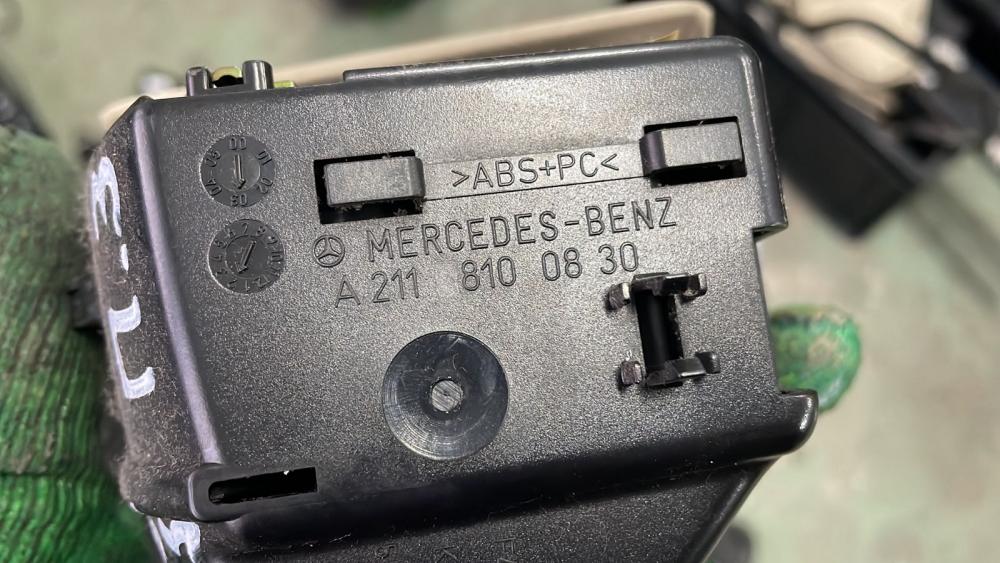 >ABS+PC<
MERCEDES-BENZ
A 211 810 08 30